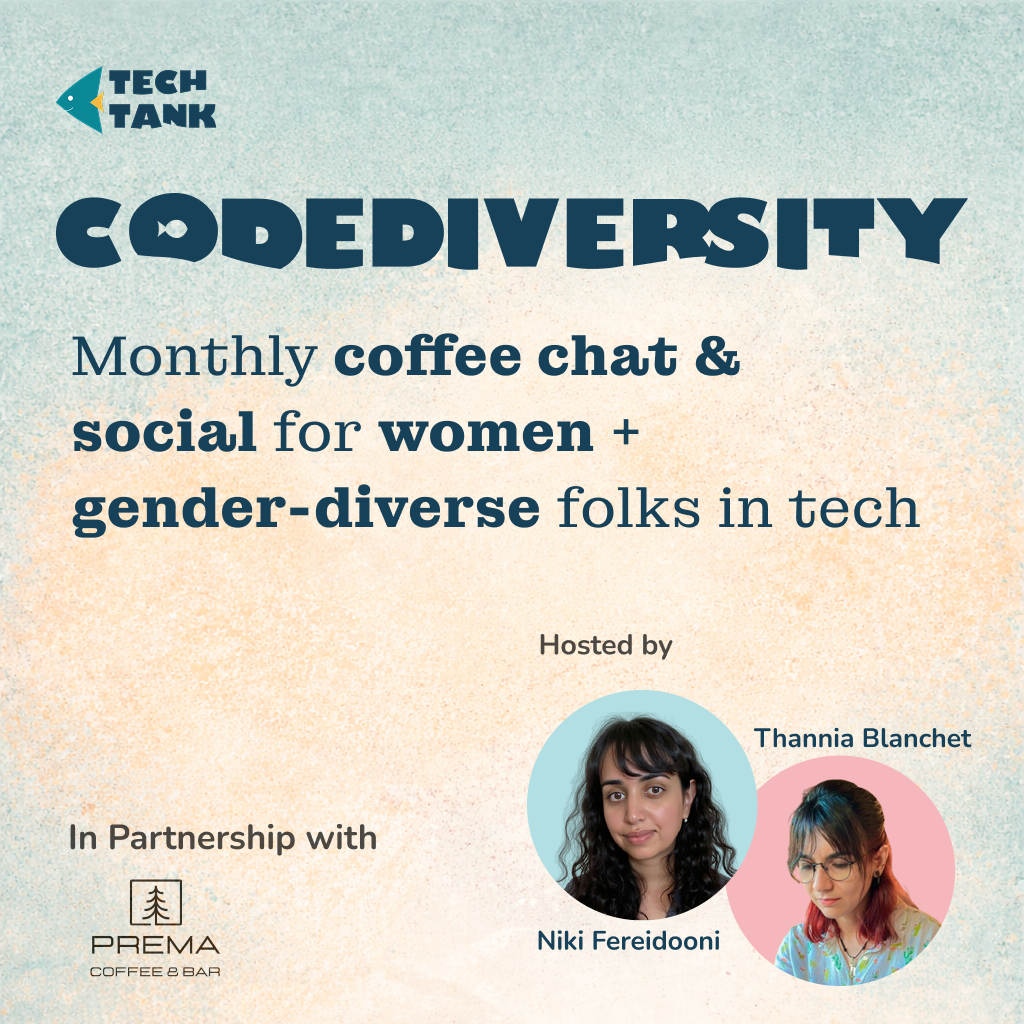 TECH
TANK
CODEDIVERSITY
Monthly coffee chat &
social for women +
gender-diverse folks in tech
Hosted by
Thannia Blanchet
Niki Fereidooni
In Partnership with
PREMA
COFFEE & BAR